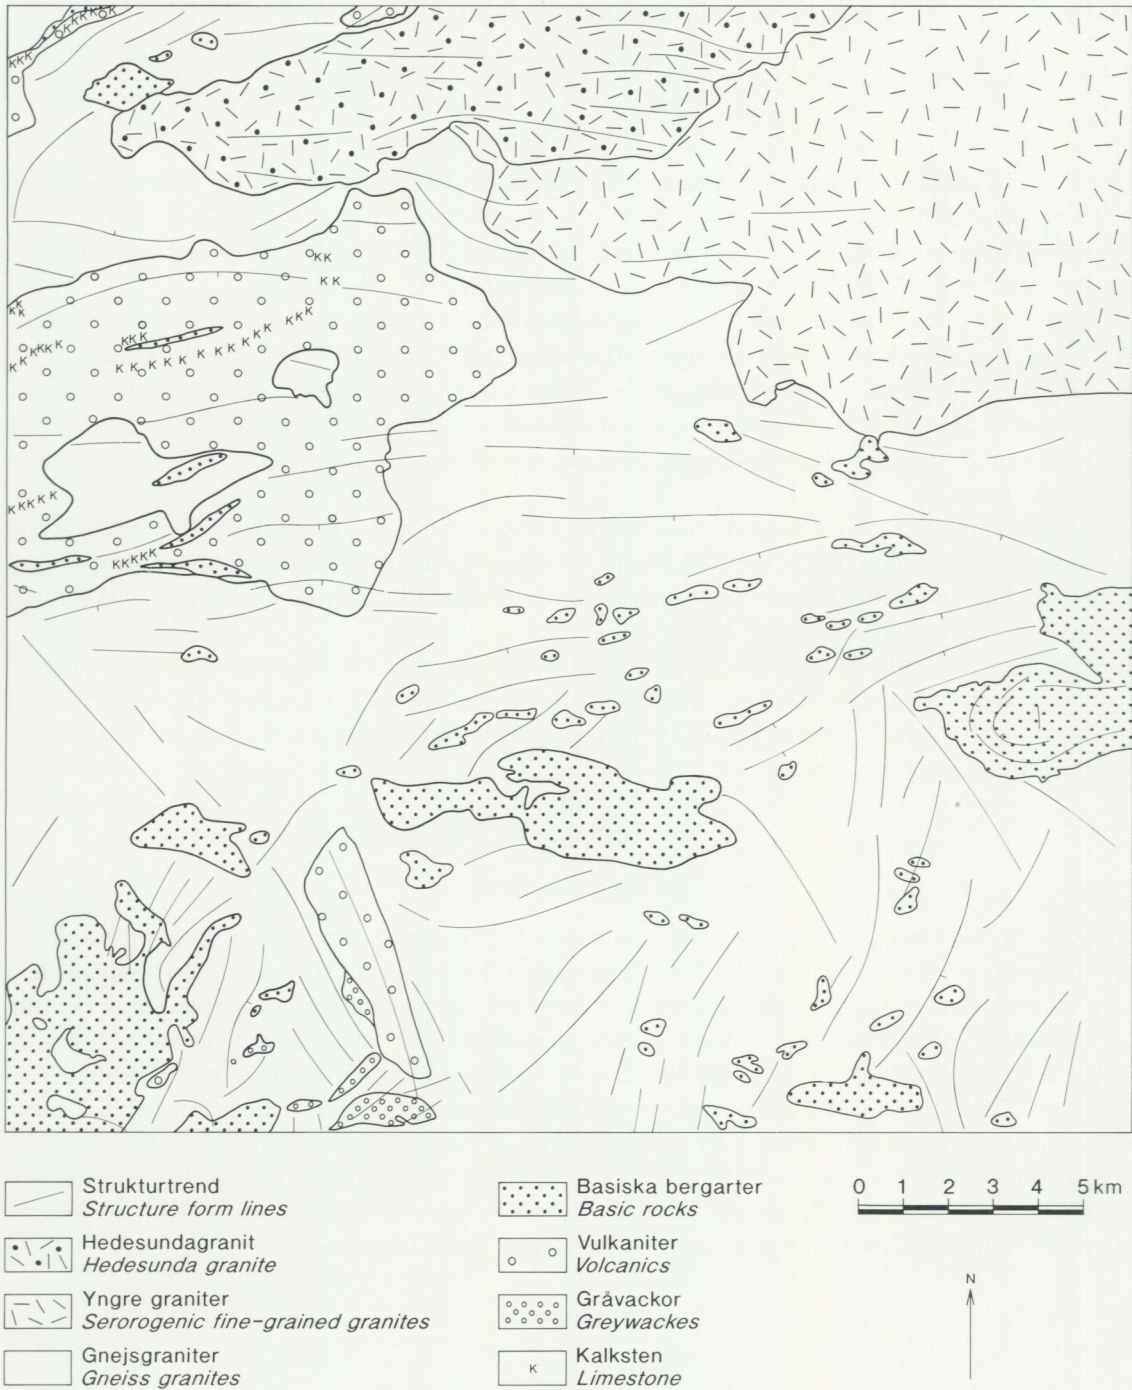 Strukturtrend
Structure form lines
Hedesundagranit
Hedesunda granite
Yngre graniter
Serorogenic fine-grained granites
Gnejsgraniter
Gneiss granites
Basiska bergarter
Basic rocks
Vulkaniter
Volcanics
Gråvackor
Greywackes
K
Kalksten
Limestone
0 1 2 3 4 5 km
N